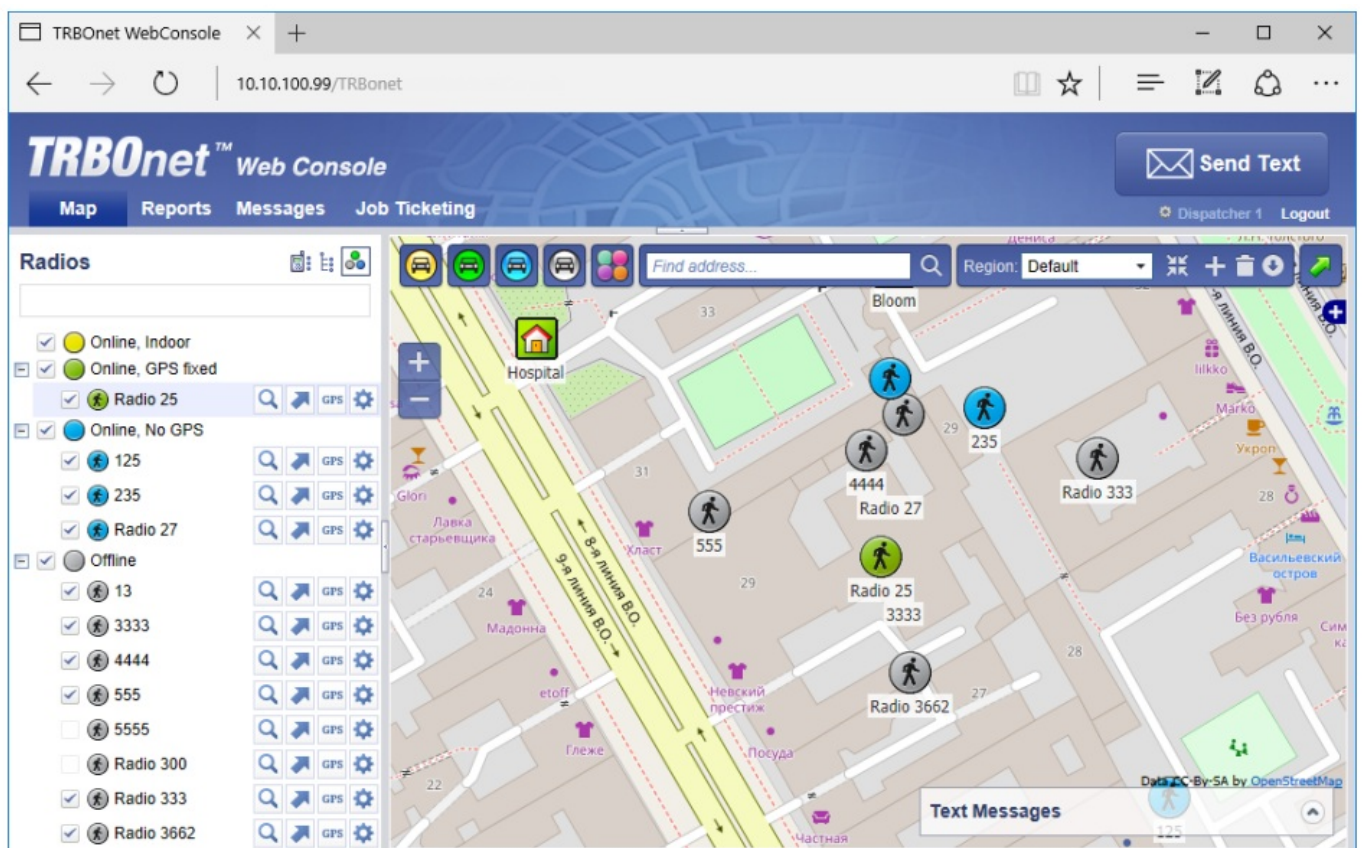 TRBOnet WebConsole
10.10.100.99/TRBonet
TRBOnet™ Web Console
Send Text
Map Reports Messages Job Ticketing
Dispatcher 1 Logout
Radios
Online, Indoor
Online, GPS fixed
Radio 25 GPS
Online, No GPS
125 GPS
235 GPS
Radio 27 GPS
Offline
13 GPS
3333 GPS
4444 GPS
555 GPS
5555 GPS
Radio 300 GPS
Radio 333 GPS
Radio 3662 GPS
Find address...
Region: Default
Bloom
33
Hospital
lilkko
Marko
Укроп
29
235
31
4444
Radio 27
Radio 333
28
Glori
Лавка
старьевщика
Хласт
555
8-я линия В.О.
9-я линия В.О.
Васильевский
остров
29
Radio 25
3333
24
Мадонна
Без рубля
28
etoff
Невский
престиж
Radio 3662
27
Глеже
Посуда
22
Data CC-By-SA by OpenStreetMap
Text Messages
125
Частная